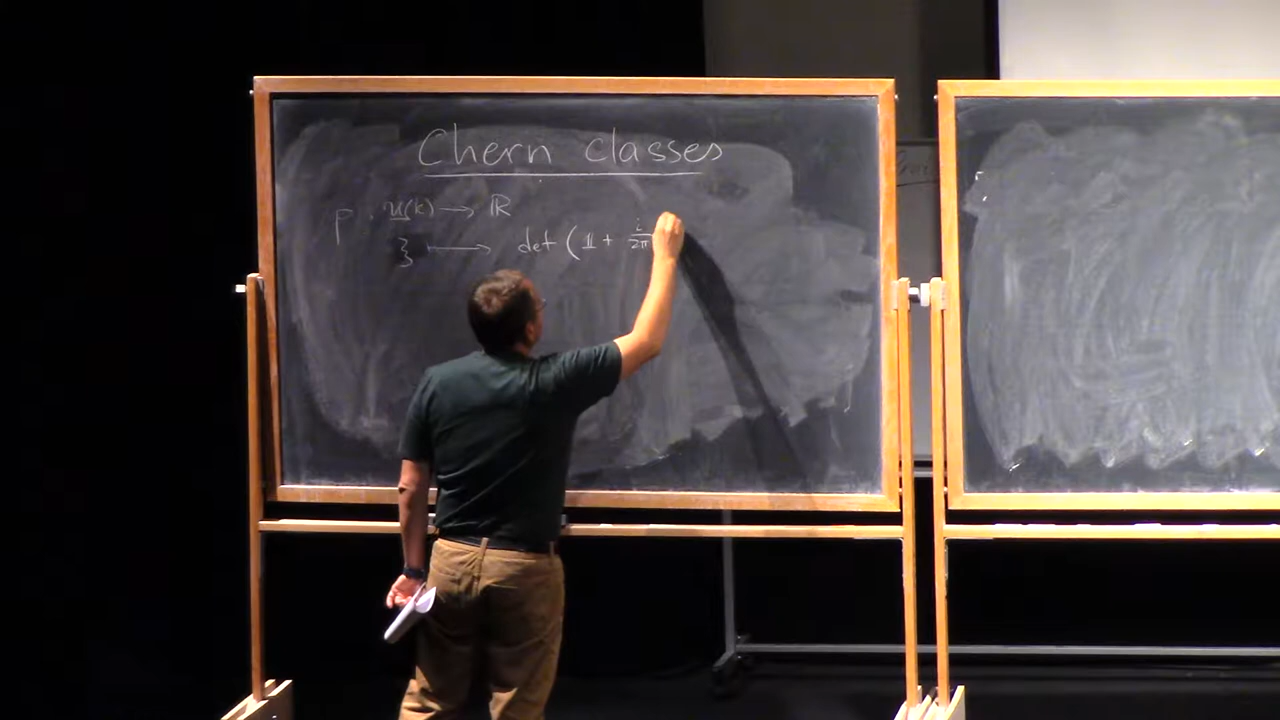 Chern classes
p : u(k) → ℝ
ξ ⟼ det ( 𝟙 + i/2π